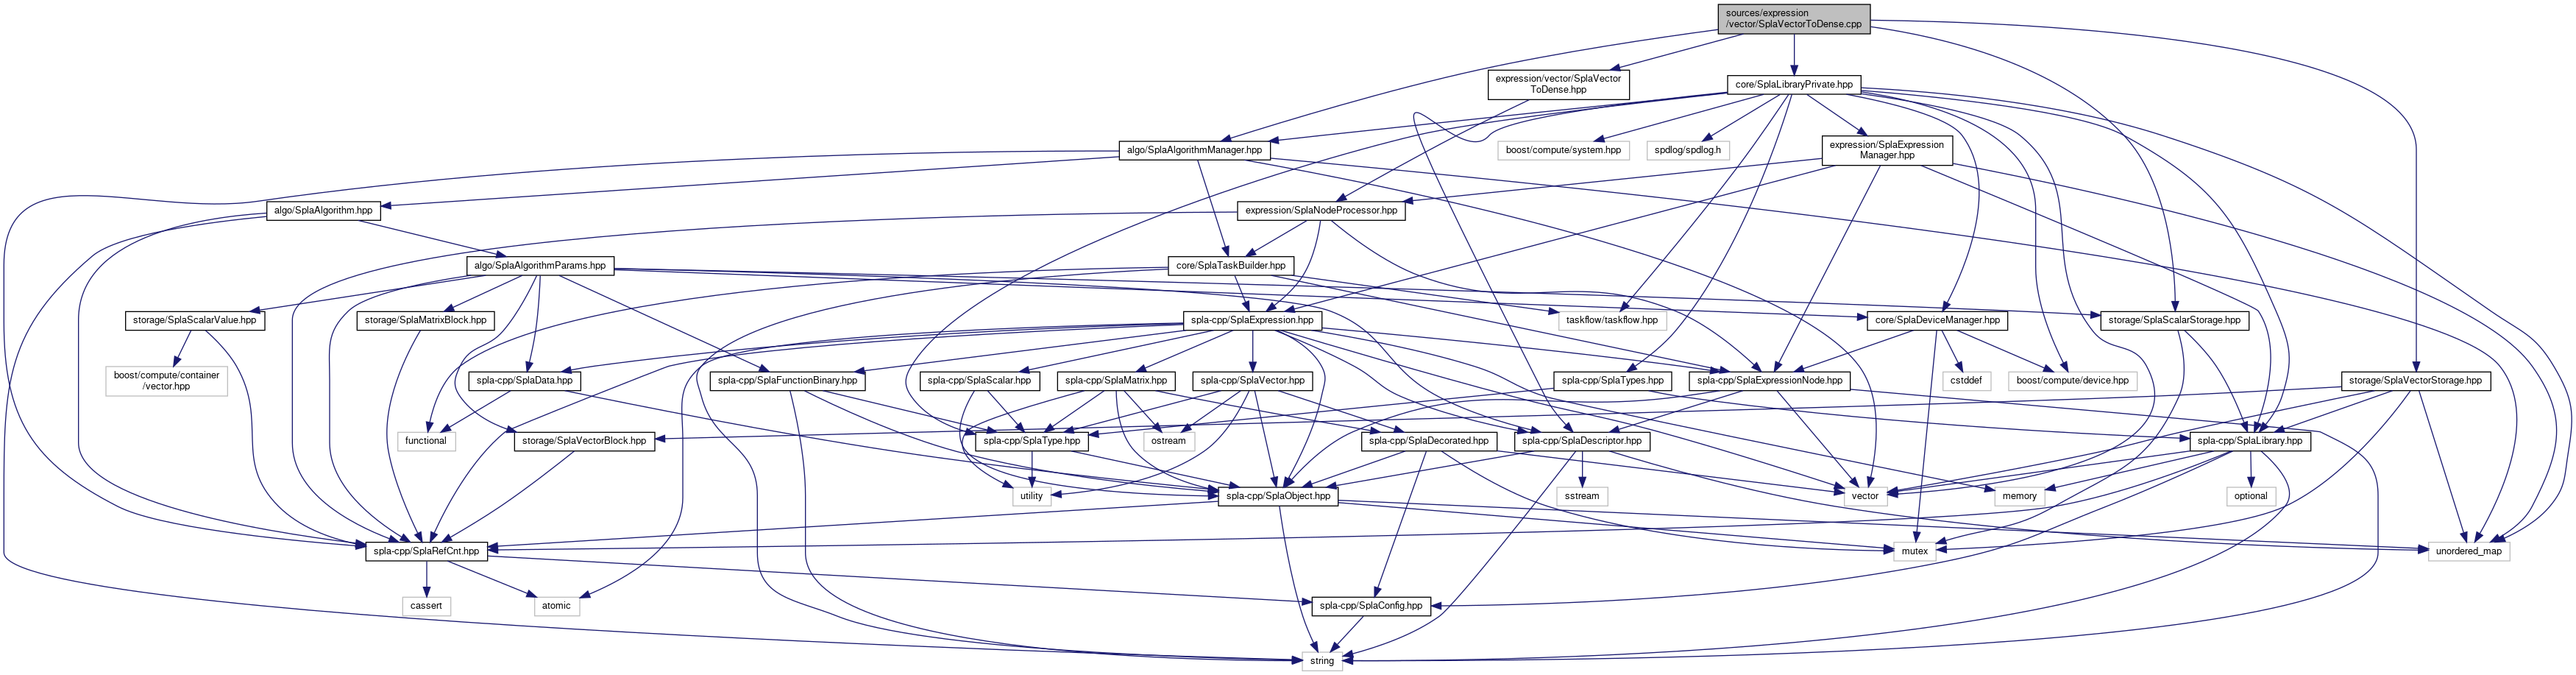 sources/expression
/vector/SplaVectorToDense.cpp
expression/vector/SplaVector
ToDense.hpp
core/SplaLibraryPrivate.hpp
algo/SplaAlgorithmManager.hpp
boost/compute/system.hpp
spdlog/spdlog.h
expression/SplaExpression
Manager.hpp
algo/SplaAlgorithm.hpp
expression/SplaNodeProcessor.hpp
algo/SplaAlgorithmParams.hpp
core/SplaTaskBuilder.hpp
storage/SplaScalarValue.hpp
storage/SplaMatrixBlock.hpp
spla-cpp/SplaExpression.hpp
taskflow/taskflow.hpp
core/SplaDeviceManager.hpp
storage/SplaScalarStorage.hpp
boost/compute/container
/vector.hpp
spla-cpp/SplaData.hpp
spla-cpp/SplaFunctionBinary.hpp
spla-cpp/SplaScalar.hpp
spla-cpp/SplaMatrix.hpp
spla-cpp/SplaVector.hpp
spla-cpp/SplaTypes.hpp
spla-cpp/SplaExpressionNode.hpp
cstddef
boost/compute/device.hpp
storage/SplaVectorStorage.hpp
functional
storage/SplaVectorBlock.hpp
spla-cpp/SplaType.hpp
ostream
spla-cpp/SplaDecorated.hpp
spla-cpp/SplaDescriptor.hpp
spla-cpp/SplaLibrary.hpp
utility
spla-cpp/SplaObject.hpp
sstream
vector
memory
optional
spla-cpp/SplaRefCnt.hpp
mutex
unordered_map
cassert
atomic
spla-cpp/SplaConfig.hpp
string